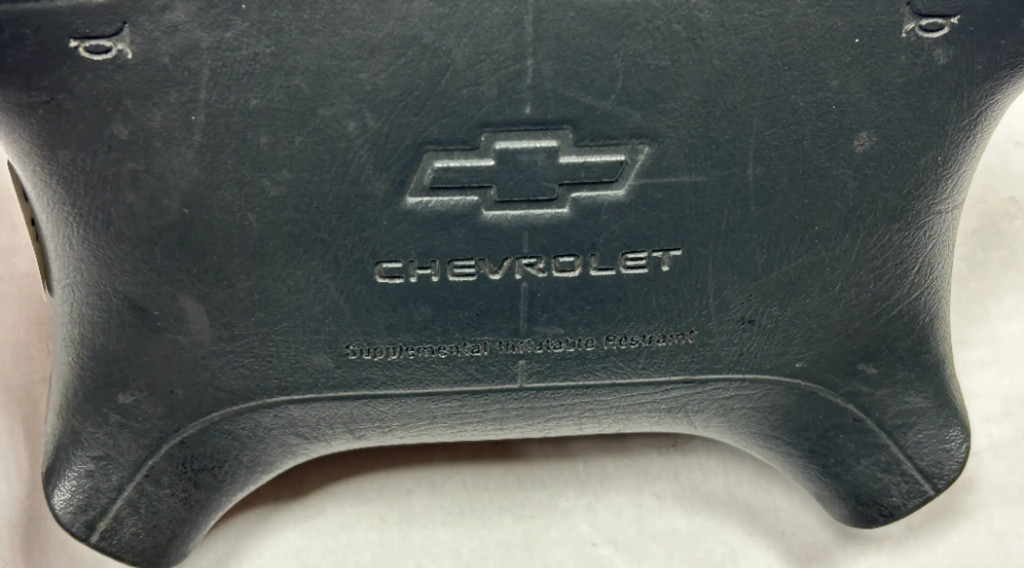 CHEVROLET
Supplemental Inflatable Restraint